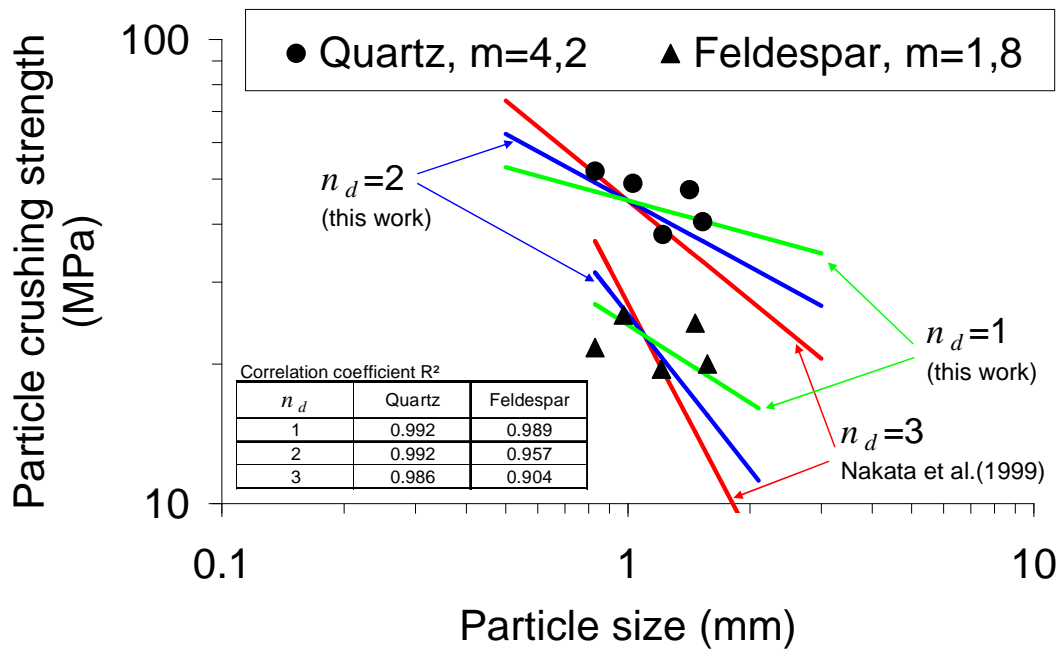 Quartz, m=4,2 Feldespar, m=1,8
Particle crushing strength
(MPa)
100
10
n d=2
(this work)
n d=1
(this work)
n d=3
Nakata et al.(1999)
Correlation coefficient R²
n d Quartz Feldespar
1 0.992 0.989
2 0.992 0.957
3 0.986 0.904
0.1 1 10
Particle size (mm)